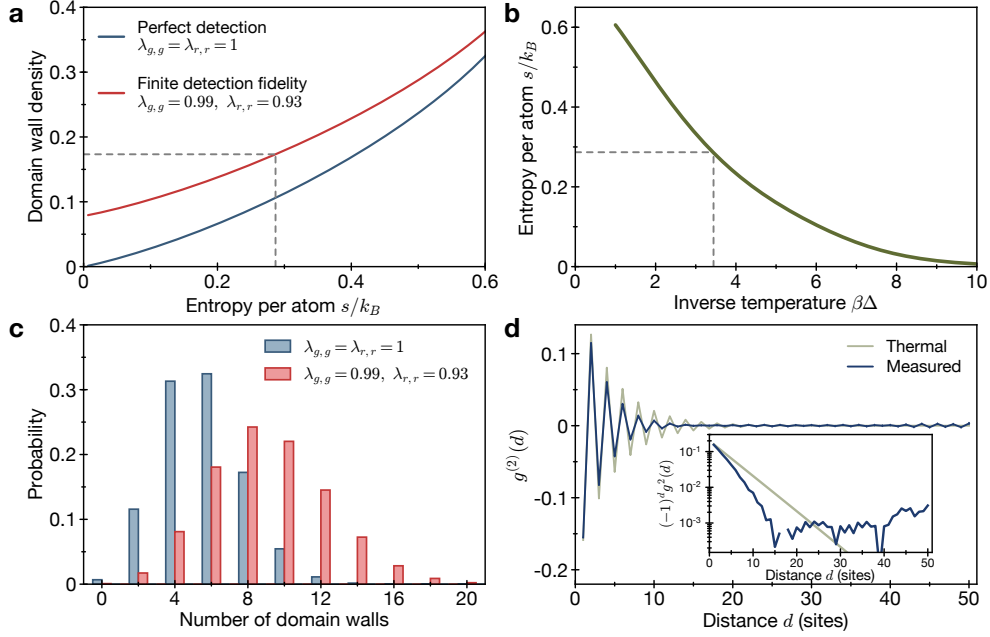 a
0.4
0.3
0.2
0.1
0
Domain wall density
Perfect detection
λg,g = λr,r = 1
Finite detection fidelity
λg,g = 0.99, λr,r = 0.93
0
0.2
0.4
0.6
Entropy per atom s/kB
b
0.6
0.4
0.2
0
Entropy per atom s/kB
0
2
4
6
8
10
Inverse temperature βΔ
c
0.4
0.3
0.2
0.1
0
Probability
λg,g = λr,r = 1
λg,g = 0.99, λr,r = 0.93
0
4
8
12
16
20
Number of domain walls
d
0.1
0
-0.1
-0.2
g(2)(d)
Thermal
Measured
10-1
10-2
10-3
(−1)d g2(d)
0
10
20
30
40
50
Distance d (sites)
0
10
20
30
40
50
Distance d (sites)